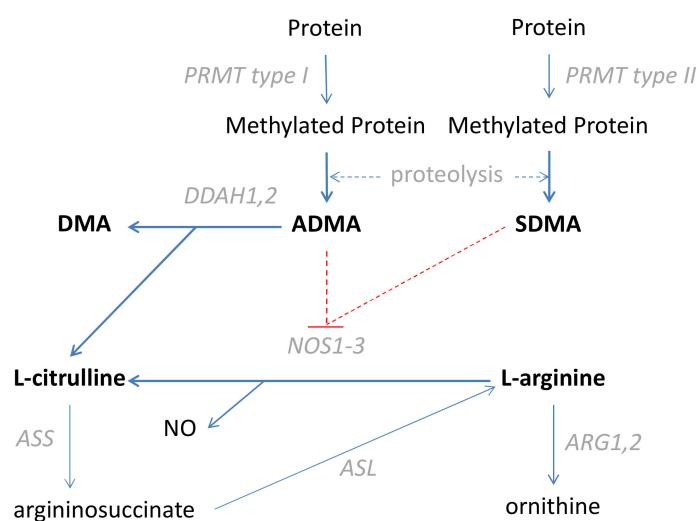 Protein Protein
PRMT type I PRMT type II
Methylated Protein Methylated Protein
proteolysis
DDAH1,2
DMA ADMA SDMA
NOS1-3
L-citrulline L-arginine
NO
ASS ASL ARG1,2
argininosuccinate ornithine